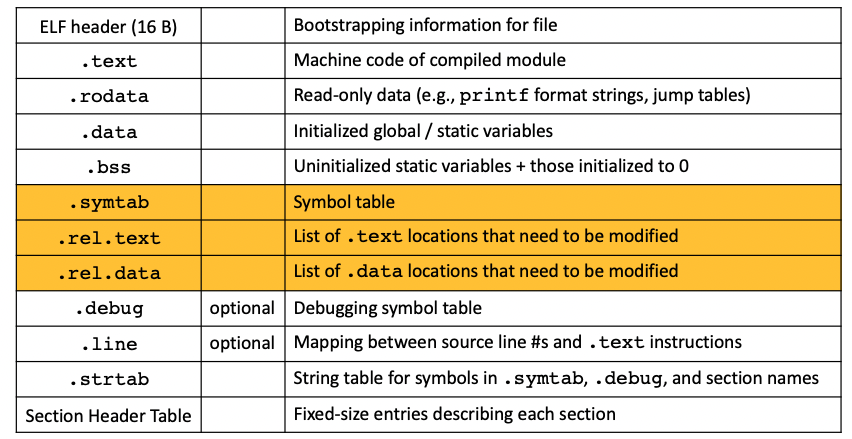 ELF header (16 B) Bootstrapping information for file
.text Machine code of compiled module
.rodata Read-only data (e.g., printf format strings, jump tables)
.data Initialized global / static variables
.bss Uninitialized static variables + those initialized to 0
.symtab Symbol table
.rel.text List of .text locations that need to be modified
.rel.data List of .data locations that need to be modified
.debug optional Debugging symbol table
.line optional Mapping between source line #s and .text instructions
.strtab String table for symbols in .symtab, .debug, and section names
Section Header Table Fixed-size entries describing each section